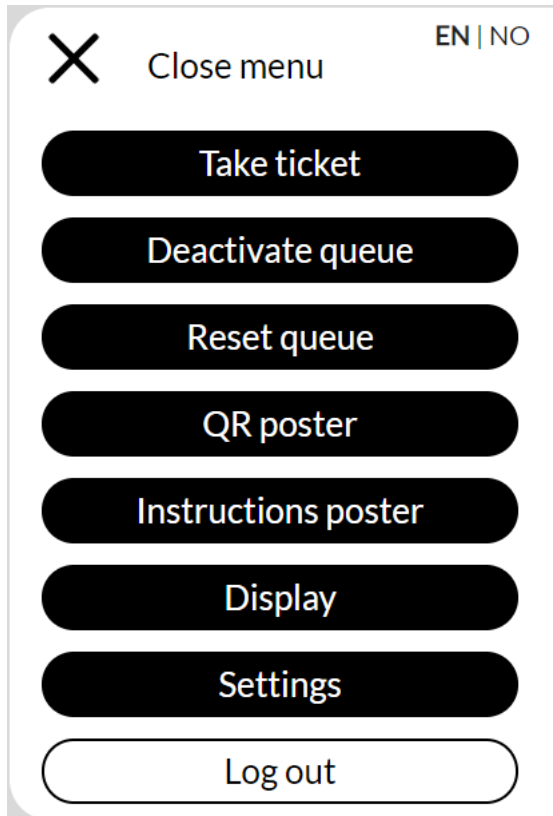 EN | NO
Close menu
Take ticket
Deactivate queue
Reset queue
QR poster
Instructions poster
Display
Settings
Log out